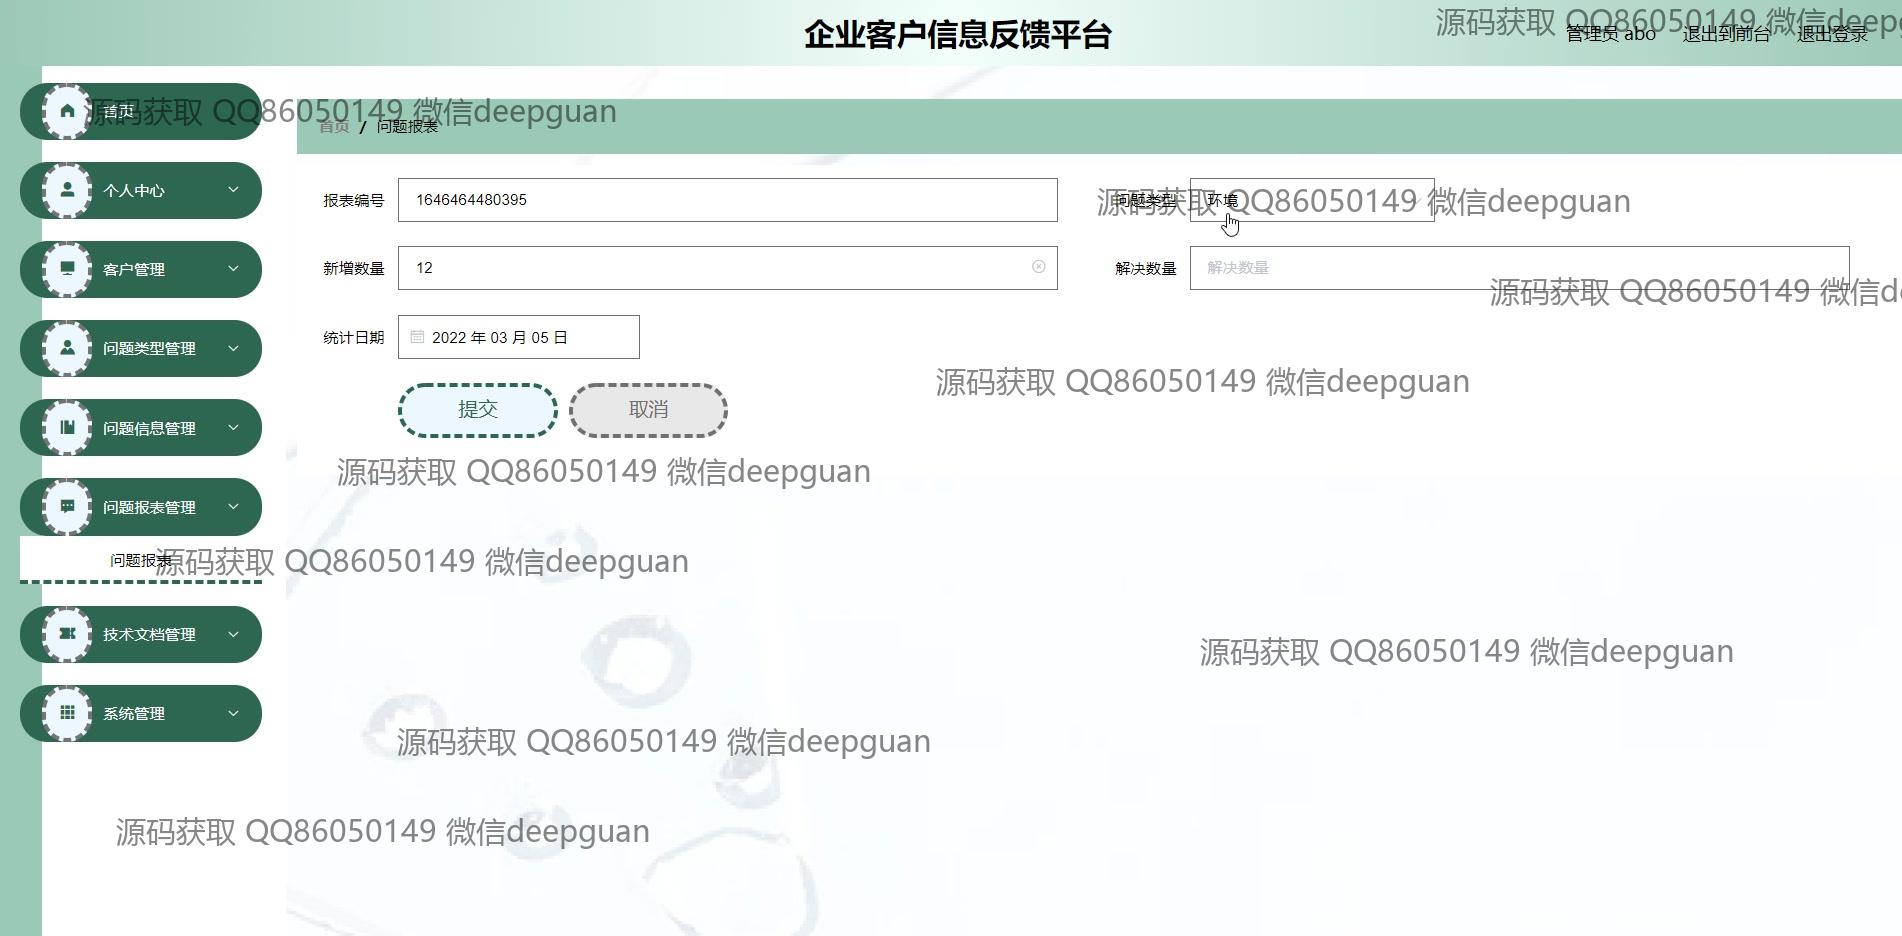 企业客户信息反馈平台
源码获取 QQ86050149 微信deepg
管理员 abo 退出到前台 退出登录
首页
源码获取 QQ86050149 微信deepguan
首页 / 问题报表
个人中心
报表编号 1646464480395 问题类型 环境
源码获取 QQ86050149 微信deepguan
客户管理
新增数量 12 解决数量 解决数量
源码获取 QQ86050149 微信d
问题类型管理
统计日期 2022 年 03 月 05 日
源码获取 QQ86050149 微信deepguan
提交 取消
问题信息管理
源码获取 QQ86050149 微信deepguan
问题报表管理
问题报表
源码获取 QQ86050149 微信deepguan
技术文档管理
源码获取 QQ86050149 微信deepguan
系统管理
源码获取 QQ86050149 微信deepguan
源码获取 QQ86050149 微信deepguan